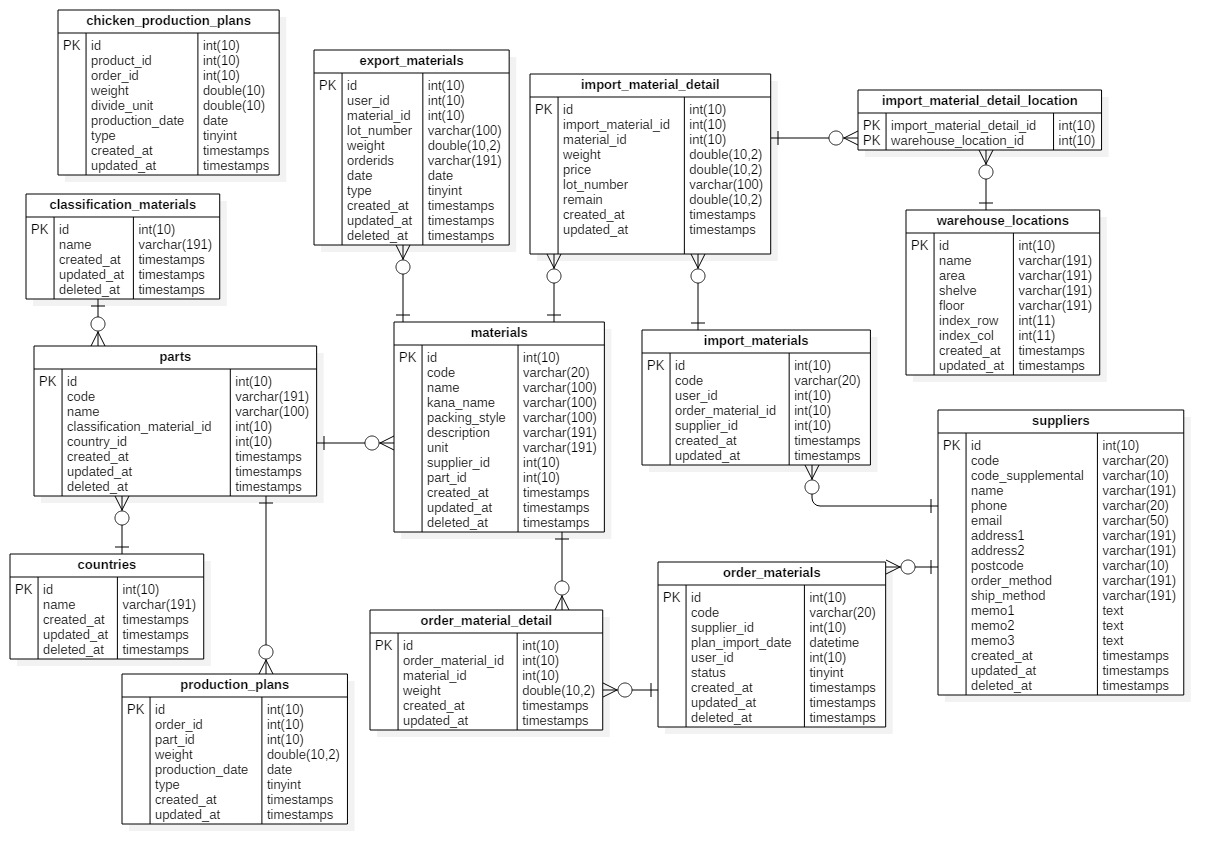 chicken_production_plans
PK id int(10)
product_id int(10)
order_id int(10)
weight double(10)
divide_unit double(10)
production_date date
type tinyint
created_at timestamps
updated_at timestamps
export_materials
PK id int(10)
user_id int(10)
material_id int(10)
lot_number varchar(100)
weight double(10,2)
orderids varchar(191)
date date
type tinyint
created_at timestamps
updated_at timestamps
deleted_at timestamps
import_material_detail
PK id int(10)
import_material_id int(10)
material_id int(10)
weight double(10,2)
price double(10,2)
lot_number varchar(100)
remain double(10,2)
created_at timestamps
updated_at timestamps
import_material_detail_location
PK import_material_detail_id int(10)
PK warehouse_location_id int(10)
classification_materials
PK id int(10)
name varchar(191)
created_at timestamps
updated_at timestamps
deleted_at timestamps
warehouse_locations
PK id int(10)
name varchar(191)
area varchar(191)
shelve varchar(191)
floor varchar(191)
index_row int(11)
index_col int(11)
created_at timestamps
updated_at timestamps
parts
PK id int(10)
code varchar(191)
name varchar(100)
classification_material_id int(10)
country_id int(10)
created_at timestamps
updated_at timestamps
deleted_at timestamps
materials
PK id int(10)
code varchar(20)
name varchar(100)
kana_name varchar(100)
packing_style varchar(100)
description varchar(191)
unit varchar(191)
supplier_id int(10)
part_id int(10)
created_at timestamps
updated_at timestamps
deleted_at timestamps
import_materials
PK id int(10)
code varchar(20)
user_id int(10)
order_material_id int(10)
supplier_id int(10)
created_at timestamps
updated_at timestamps
suppliers
PK id int(10)
code varchar(20)
code_supplemental varchar(10)
name varchar(191)
phone varchar(20)
email varchar(50)
address1 varchar(191)
address2 varchar(191)
postcode varchar(10)
order_method varchar(191)
ship_method varchar(191)
memo1 text
memo2 text
memo3 text
created_at timestamps
updated_at timestamps
deleted_at timestamps
countries
PK id int(10)
name varchar(191)
created_at timestamps
updated_at timestamps
deleted_at timestamps
order_material_detail
PK id int(10)
order_material_id int(10)
material_id int(10)
weight double(10,2)
created_at timestamps
updated_at timestamps
order_materials
PK id int(10)
code varchar(20)
supplier_id int(10)
plan_import_date datetime
user_id int(10)
status tinyint
created_at timestamps
updated_at timestamps
deleted_at timestamps
production_plans
PK id int(10)
order_id int(10)
part_id int(10)
weight double(10,2)
production_date date
type tinyint
created_at timestamps
updated_at timestamps